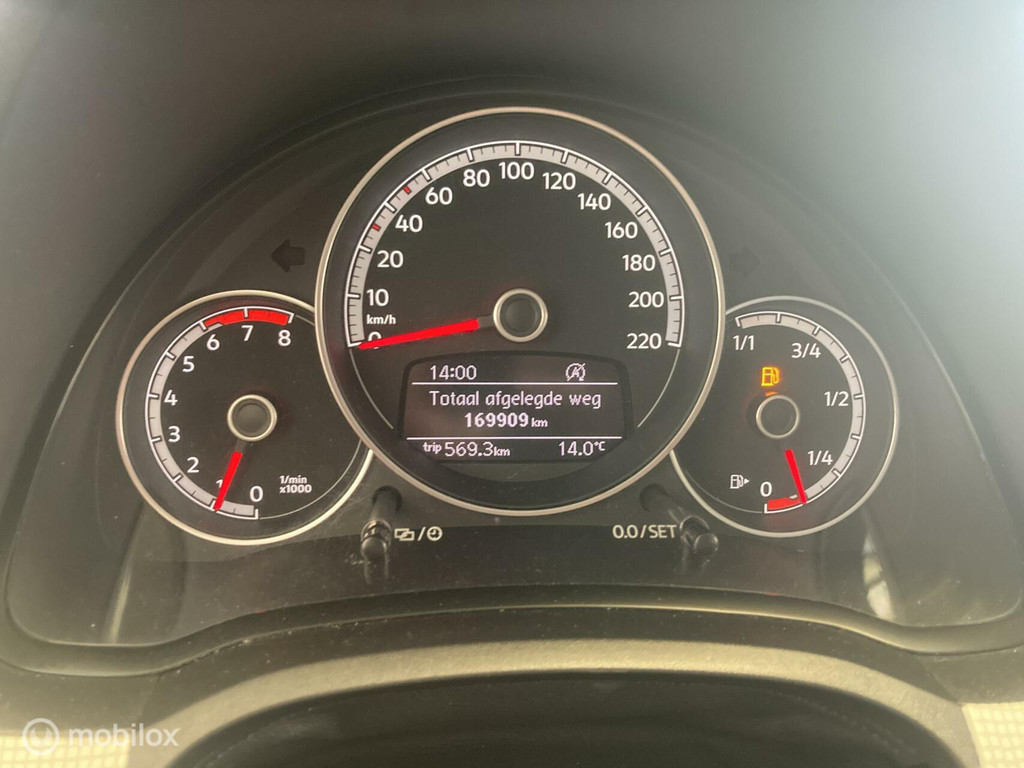 0 10 20 40 60 80 100 120 140 160 180 200 220
km/h
0 1 2 3 4 5 6 7 8
1/min
x1000
14:00
Totaal afgelegde weg
169909 km
trip 569.3 km 14.0°C
1/1 3/4 1/2 1/4 0
0.0/SET
mobilox